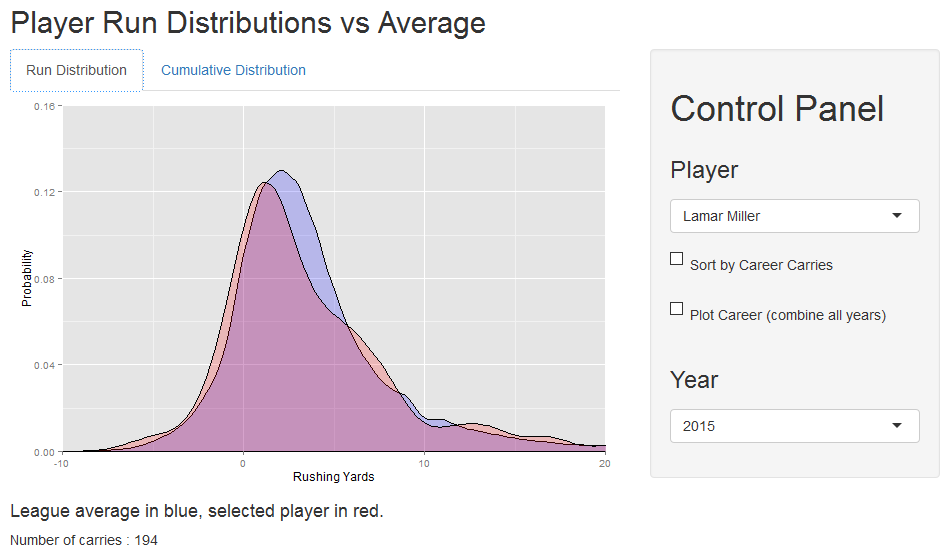 Player Run Distributions vs Average
Run Distribution
Cumulative Distribution
0.16
0.12
0.08
0.04
0.00
Probability
-10
0
10
20
Rushing Yards
League average in blue, selected player in red.
Number of carries : 194
Control Panel
Player
Lamar Miller
Sort by Career Carries
Plot Career (combine all years)
Year
2015